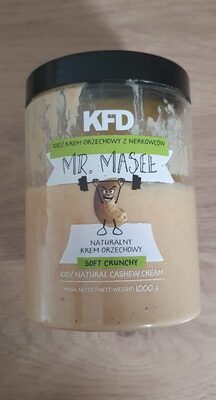 KFD
100% KREM ORZECHOWY Z NERKOWCÓW
MR. MASEŁ
NATURALNY
KREM ORZECHOWY
SOFT CRUNCHY
100% NATURAL CASHEW CREAM
MASA NETTO / NETT WEIGHT: 1000 G